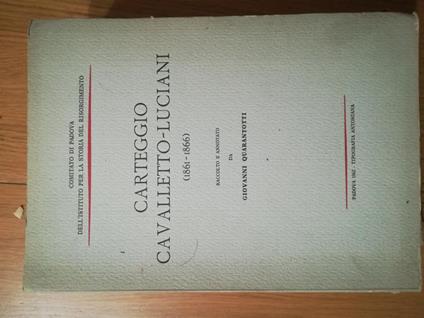 COMITATO DI PADOVA
DELL'ISTITUTO PER LA STORIA DEL RISORGIMENTO
CARTEGGIO
CAVALLETTO-LUCIANI
(1861-1866)
RACCOLTO E ANNOTATO
DA
GIOVANNI QUARANTOTTI
PADOVA 1962 - TIPOGRAFIA ANTONIANA